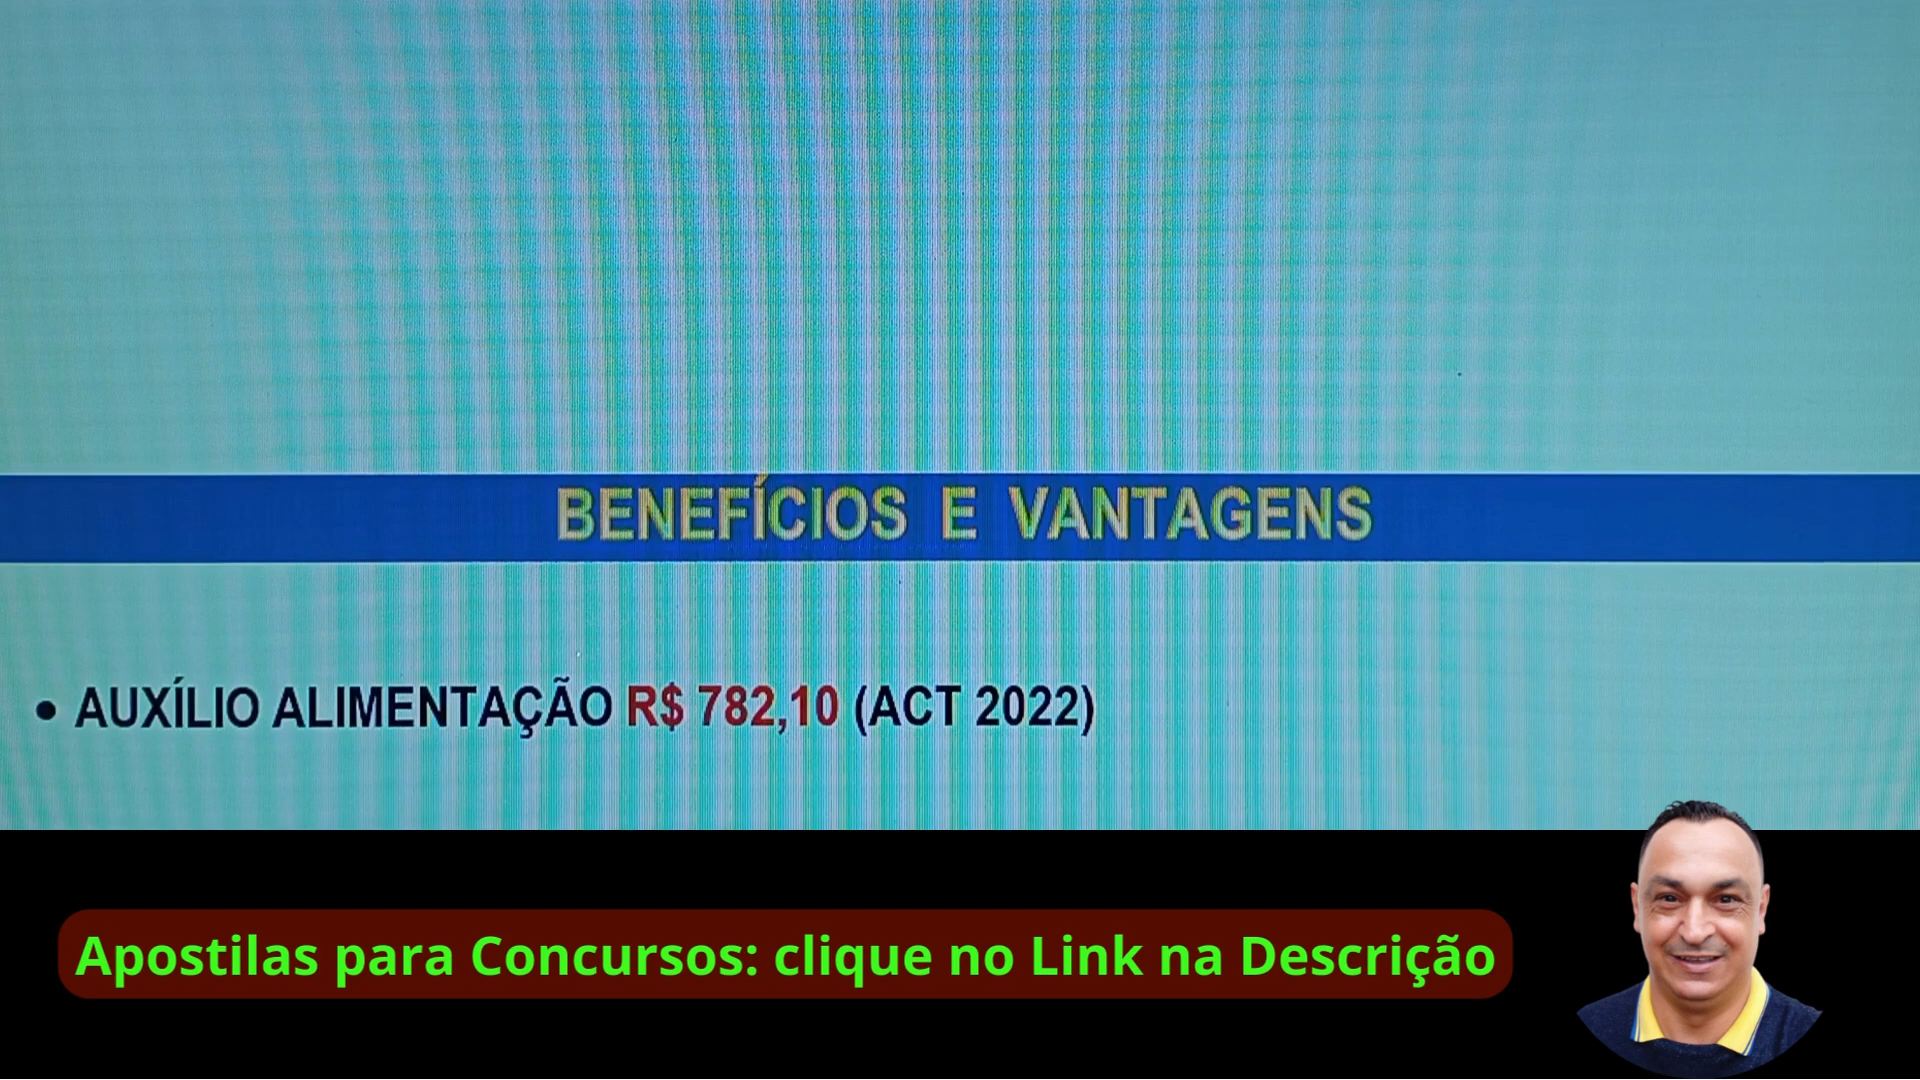 BENEFÍCIOS E VANTAGENS
• AUXÍLIO ALIMENTAÇÃO R$ 782,10 (ACT 2022)
Apostilas para Concursos: clique no Link na Descrição